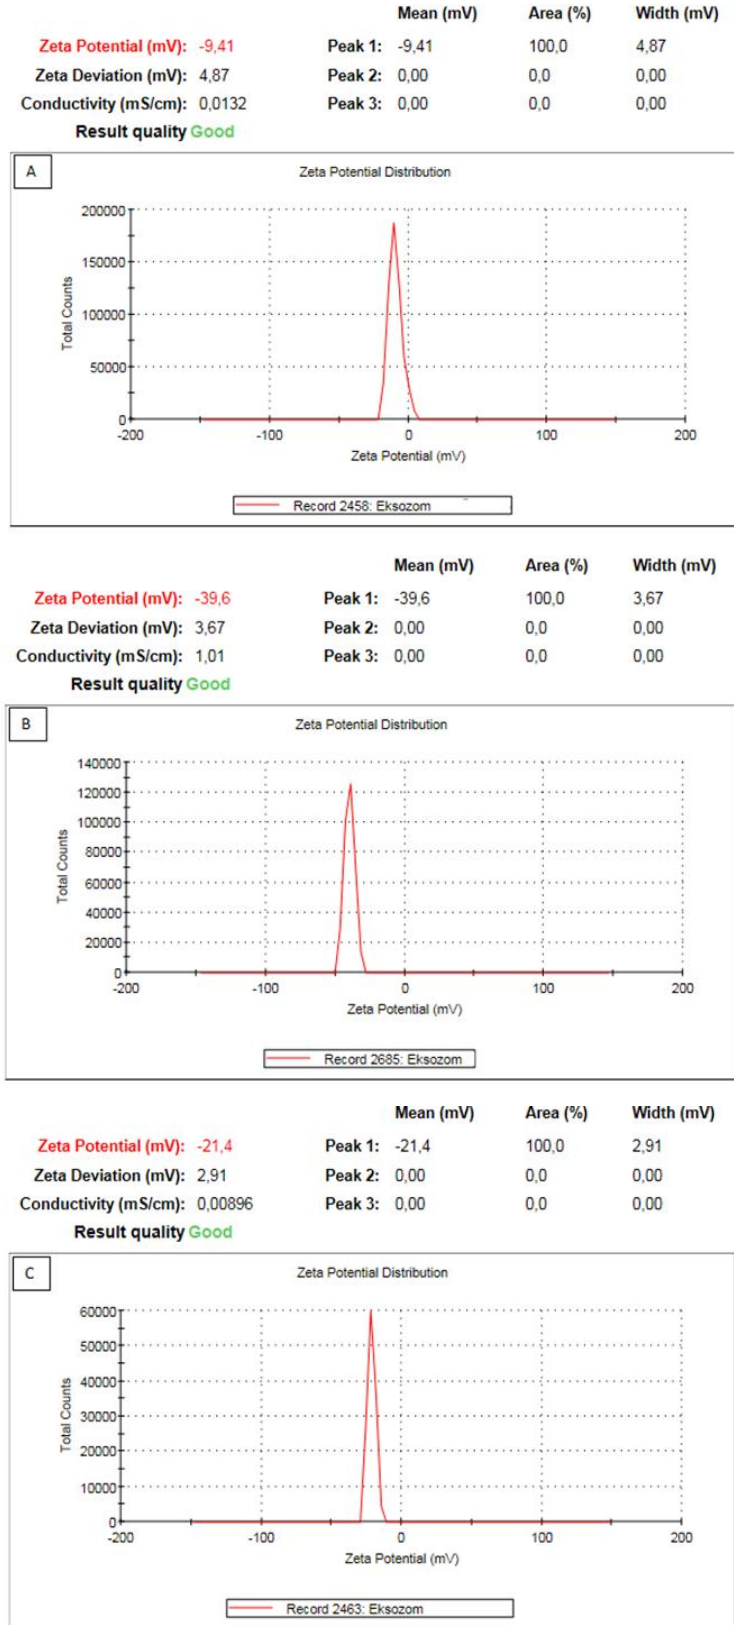 Mean (mV) Area (%) Width (mV)
Zeta Potential (mV): -9,41 Peak 1: -9,41 100,0 4,87
Zeta Deviation (mV): 4,87 Peak 2: 0,00 0,0 0,00
Conductivity (mS/cm): 0,0132 Peak 3: 0,00 0,0 0,00
Result quality Good
A
Zeta Potential Distribution
200000
150000
100000
50000
0
Total Counts
-200 -100 0 100 200
Zeta Potential (mV)
Record 2458: Eksozom
Mean (mV) Area (%) Width (mV)
Zeta Potential (mV): -39,6 Peak 1: -39,6 100,0 3,67
Zeta Deviation (mV): 3,67 Peak 2: 0,00 0,0 0,00
Conductivity (mS/cm): 1,01 Peak 3: 0,00 0,0 0,00
Result quality Good
B
Zeta Potential Distribution
140000
120000
100000
80000
60000
40000
20000
0
Total Counts
-200 -100 0 100 200
Zeta Potential (mV)
Record 2685: Eksozom
Mean (mV) Area (%) Width (mV)
Zeta Potential (mV): -21,4 Peak 1: -21,4 100,0 2,91
Zeta Deviation (mV): 2,91 Peak 2: 0,00 0,0 0,00
Conductivity (mS/cm): 0,00896 Peak 3: 0,00 0,0 0,00
Result quality Good
C
Zeta Potential Distribution
60000
50000
40000
30000
20000
10000
0
Total Counts
-200 -100 0 100 200
Zeta Potential (mV)
Record 2463: Eksozom